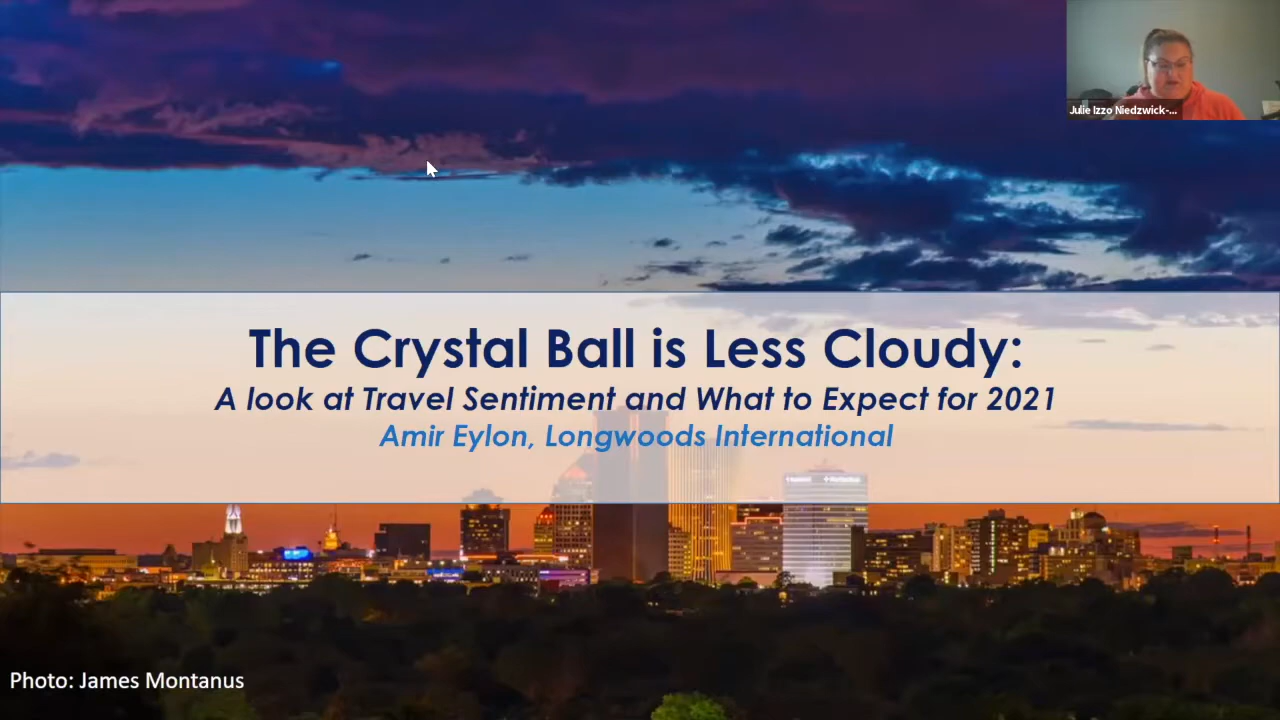 Julie Izzo Niedzwick-...
The Crystal Ball is Less Cloudy:
A look at Travel Sentiment and What to Expect for 2021
Amir Eylon, Longwoods International
Photo: James Montanus